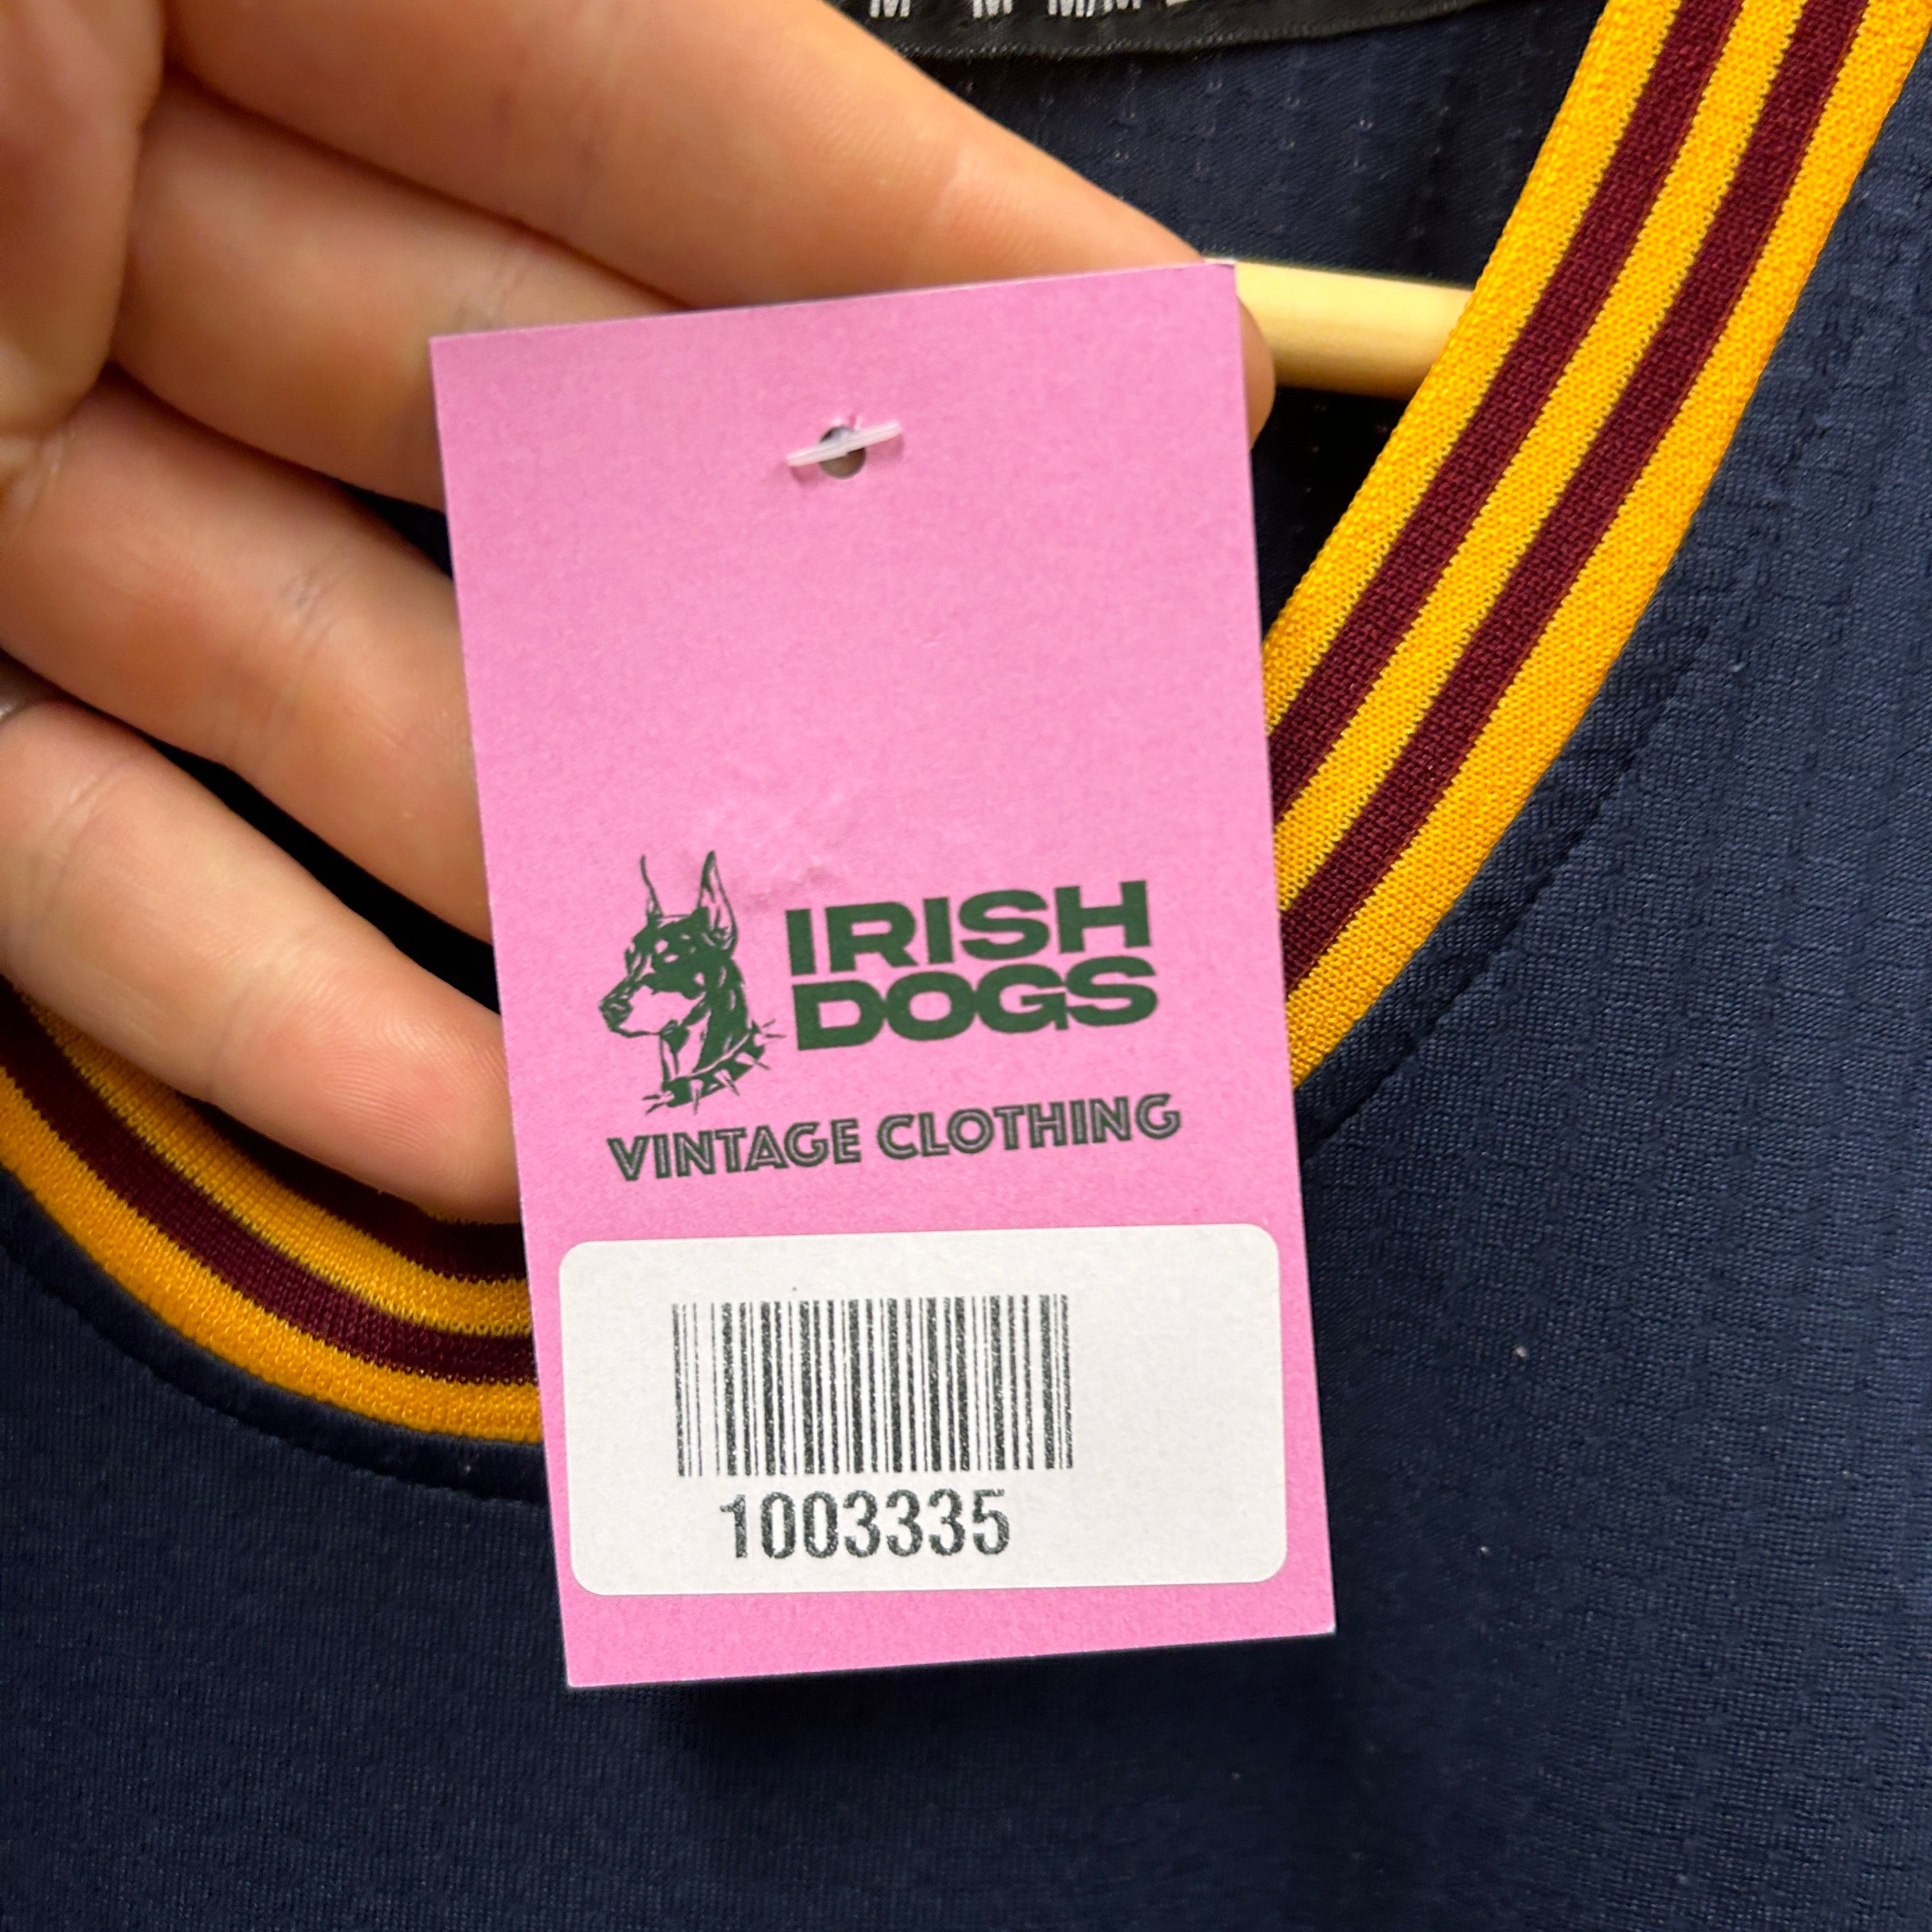 M M M/M
IRISH
DOGS
VINTAGE CLOTHING
1003335